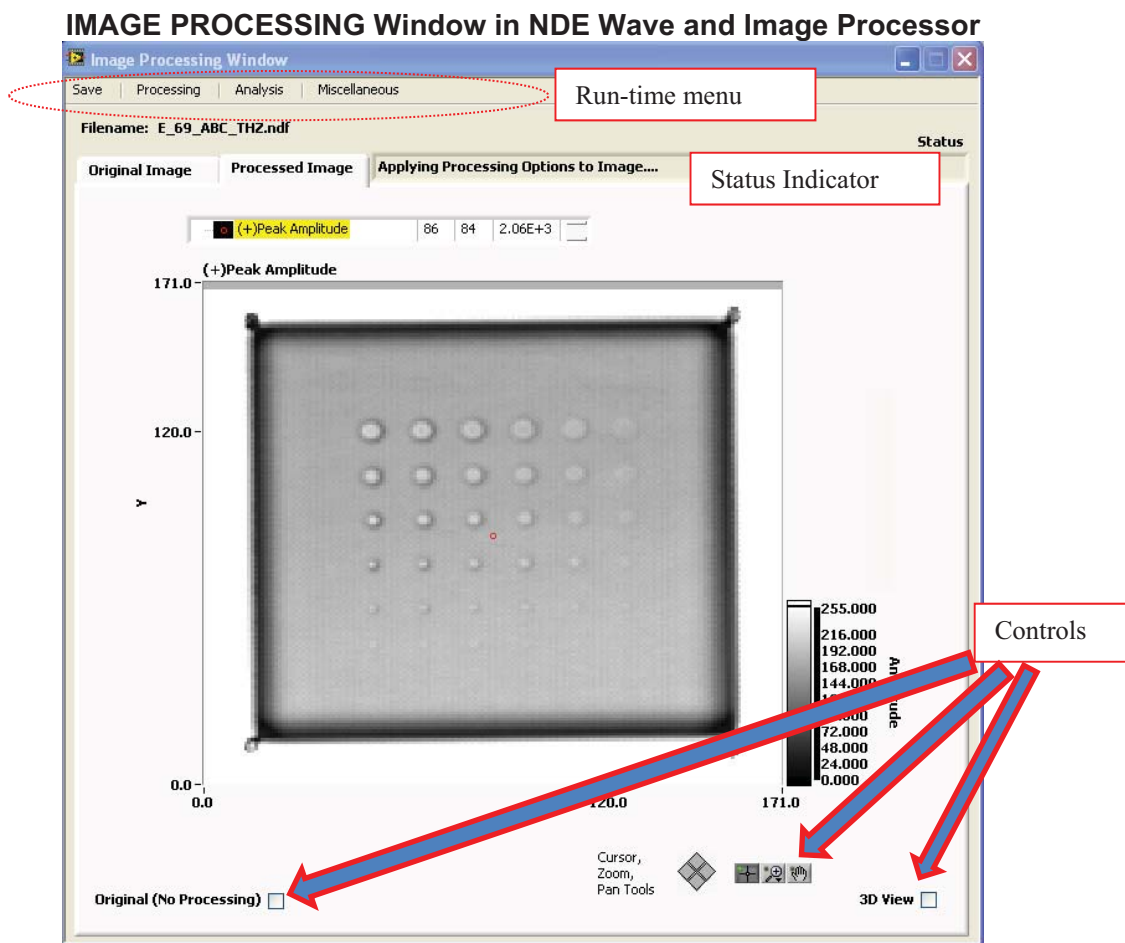 IMAGE PROCESSING Window in NDE Wave and Image Processor
Image Processing Window
Save Processing Analysis Miscellaneous
Run-time menu
Filename: E_69_ABC_THZ.ndf
Status
Original Image Processed Image Applying Processing Options to Image....
Status Indicator
(+)Peak Amplitude 86 84 2.06E+3
(+)Peak Amplitude
171.0
120.0
Y
255.000
216.000
192.000
168.000
144.000
72.000
48.000
24.000
0.000
Controls
0.0
0.0 120.0 171.0
Cursor,
Zoom,
Pan Tools
Original (No Processing)
3D View